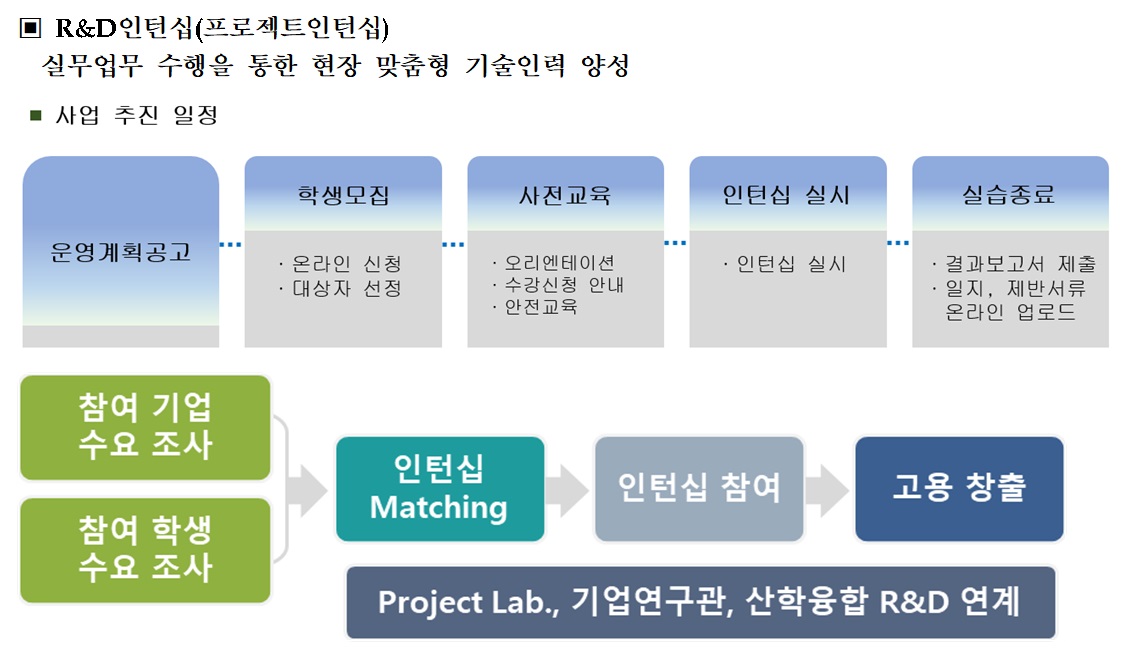 ▣ R&D인턴십(프로젝트인턴십)
실무업무 수행을 통한 현장 맞춤형 기술인력 양성
■ 사업 추진 일정
운영계획공고
학생모집
· 온라인 신청
· 대상자 선정
사전교육
· 오리엔테이션
· 수강신청 안내
· 안전교육
인턴십 실시
· 인턴십 실시
실습종료
· 결과보고서 제출
· 일지, 제반서류
온라인 업로드
참여 기업
수요 조사
참여 학생
수요 조사
인턴십
Matching
인턴십 참여
고용 창출
Project Lab., 기업연구관, 산학융합 R&D 연계